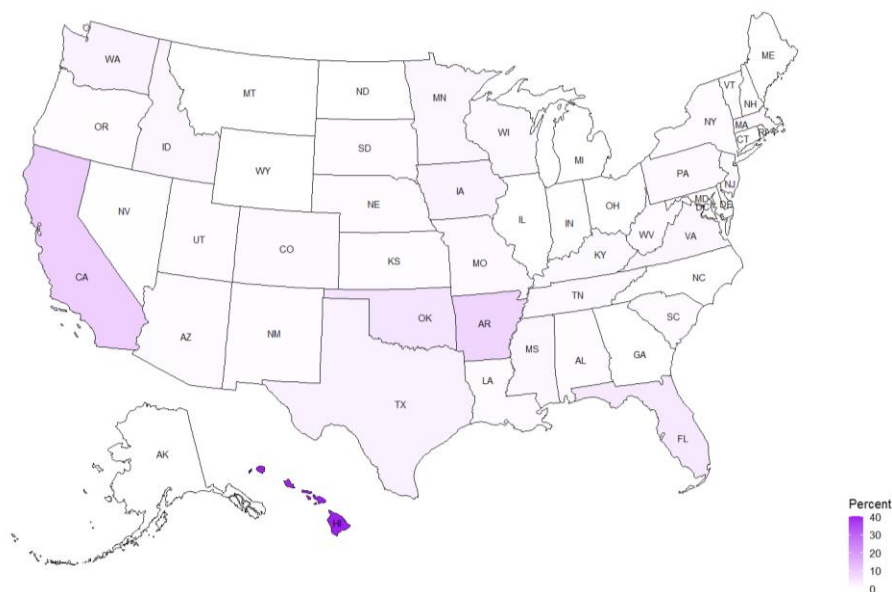 ME
WA
VT
MT
ND
NH
MN
OR
NY
MA
WI
CT
RI
ID
SD
MI
WY
PA
IA
NJ
NE
OH
MD
DE
DC
IL
IN
NV
UT
CO
WV
VA
KS
MO
KY
CA
NC
TN
OK
AR
SC
AZ
NM
MS
AL
GA
LA
TX
FL
AK
HI
Percent
40
30
20
10
0